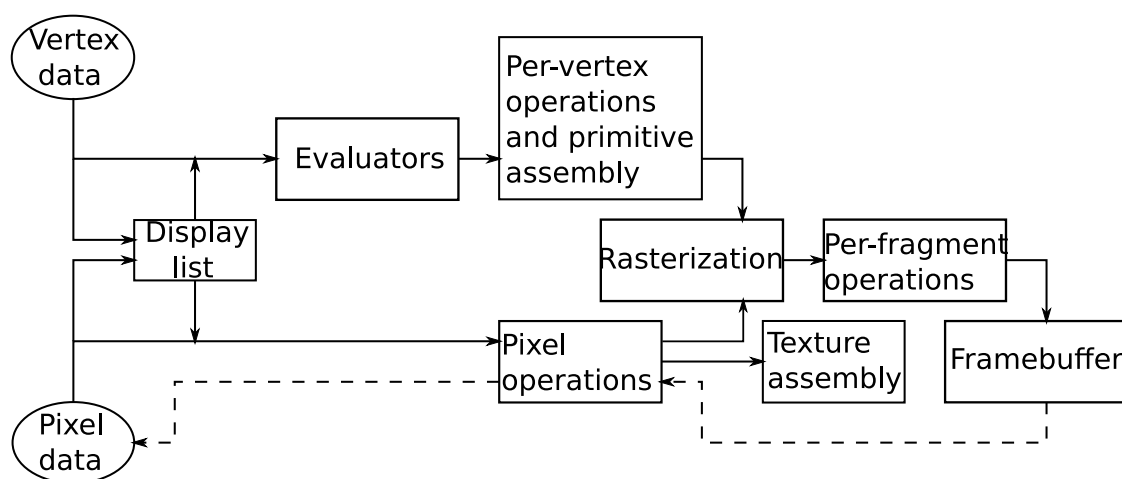 Vertex
data
Per-vertex
operations
and primitive
assembly
Evaluators
Display
list
Rasterization
Per-fragment
operations
Pixel
operations
Texture
assembly
Framebuffer
Pixel
data